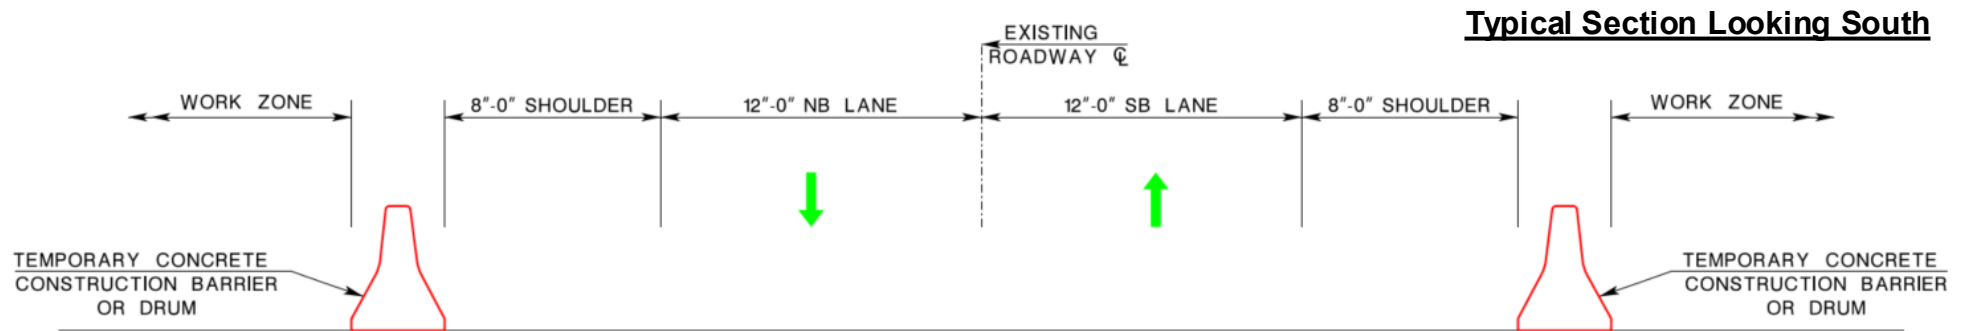 Typical Section Looking South
EXISTING
ROADWAY ℄
WORK ZONE
8"-0" SHOULDER
12"-0" NB LANE
12"-0" SB LANE
8"-0" SHOULDER
WORK ZONE
TEMPORARY CONCRETE
CONSTRUCTION BARRIER
OR DRUM
TEMPORARY CONCRETE
CONSTRUCTION BARRIER
OR DRUM